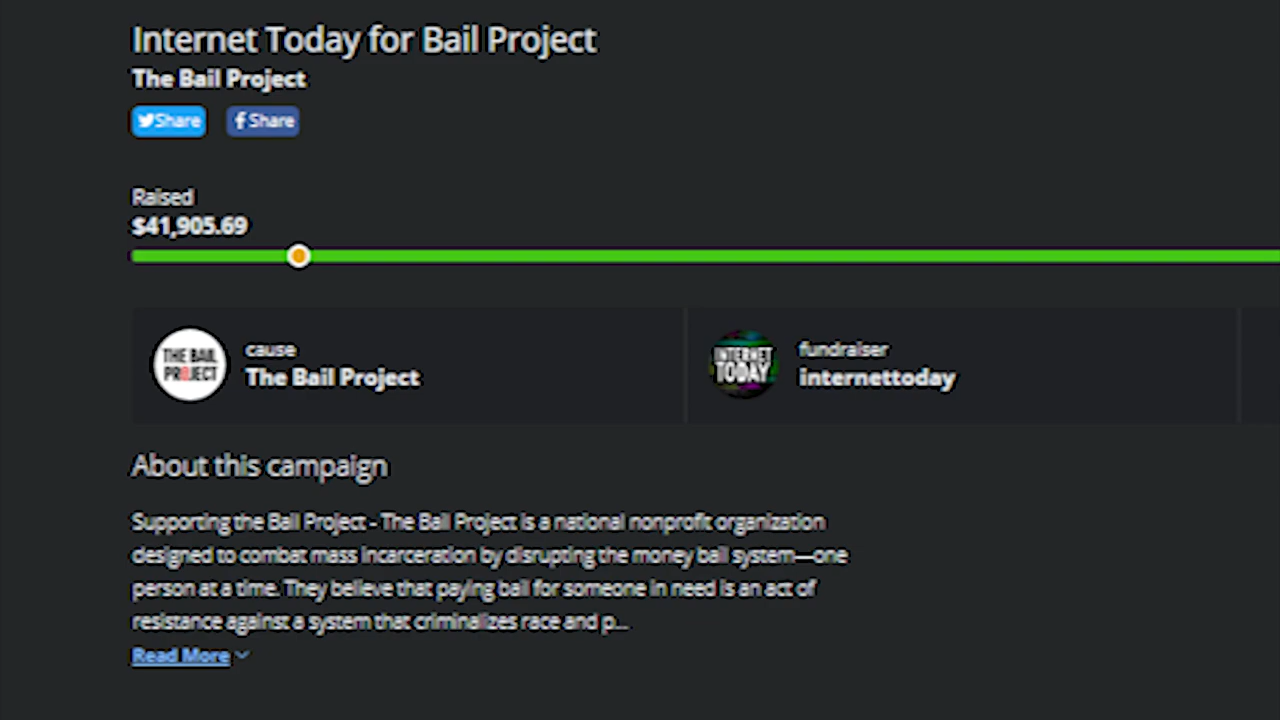 Internet Today for Bail Project
The Bail Project
Share Share
Raised
$41,905.69
THE BAIL PROJECT
cause
The Bail Project
INTERNET TODAY
fundraiser
internettoday
About this campaign
Supporting the Bail Project - The Bail Project is a national nonprofit organization
designed to combat mass incarceration by disrupting the money bail system—one
person at a time. They believe that paying bail for someone in need is an act of
resistance against a system that criminalizes race and p...
Read More